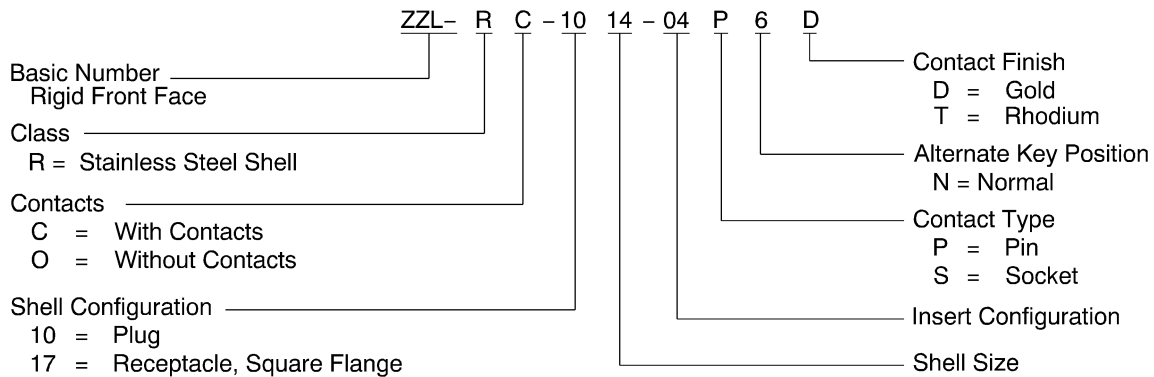 ZZL- R C - 10 14 - 04 P 6 D
Basic Number
Rigid Front Face
Class
R = Stainless Steel Shell
Contacts
C = With Contacts
O = Without Contacts
Shell Configuration
10 = Plug
17 = Receptacle, Square Flange
Contact Finish
D = Gold
T = Rhodium
Alternate Key Position
N = Normal
Contact Type
P = Pin
S = Socket
Insert Configuration
Shell Size